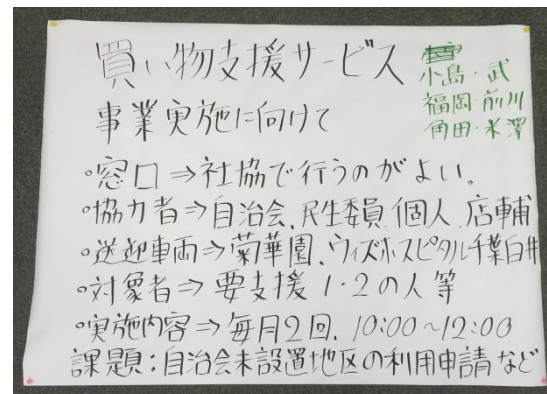 買い物支援サービス
事業実施に向けて
小島・武
福岡・前川
角田・米澤
・窓口⇒社協で行うのがよい。
・協力者⇒自治会、民生委員、個人、店輔
・送迎車両⇒菊華園、ウィズホスピタル千葉白井
・対象者⇒要支援1・2の人等
・実施内容⇒毎月2回、10:00~12:00
課題:自治会未設置地区の利用申請など